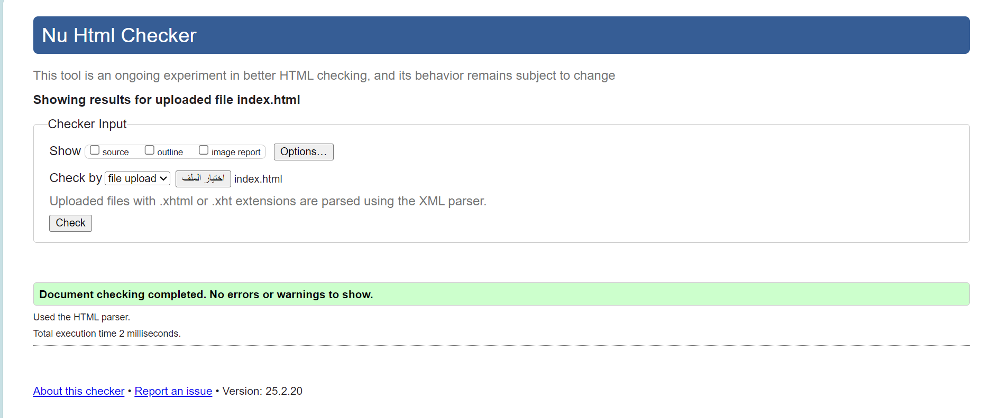 Nu Html Checker
This tool is an ongoing experiment in better HTML checking, and its behavior remains subject to change
Showing results for uploaded file index.html
Checker Input
Show source outline image report Options…
Check by file upload اختيار الملف index.html
Uploaded files with .xhtml or .xht extensions are parsed using the XML parser.
Check
Document checking completed. No errors or warnings to show.
Used the HTML parser.
Total execution time 2 milliseconds.
About this checker • Report an issue • Version: 25.2.20